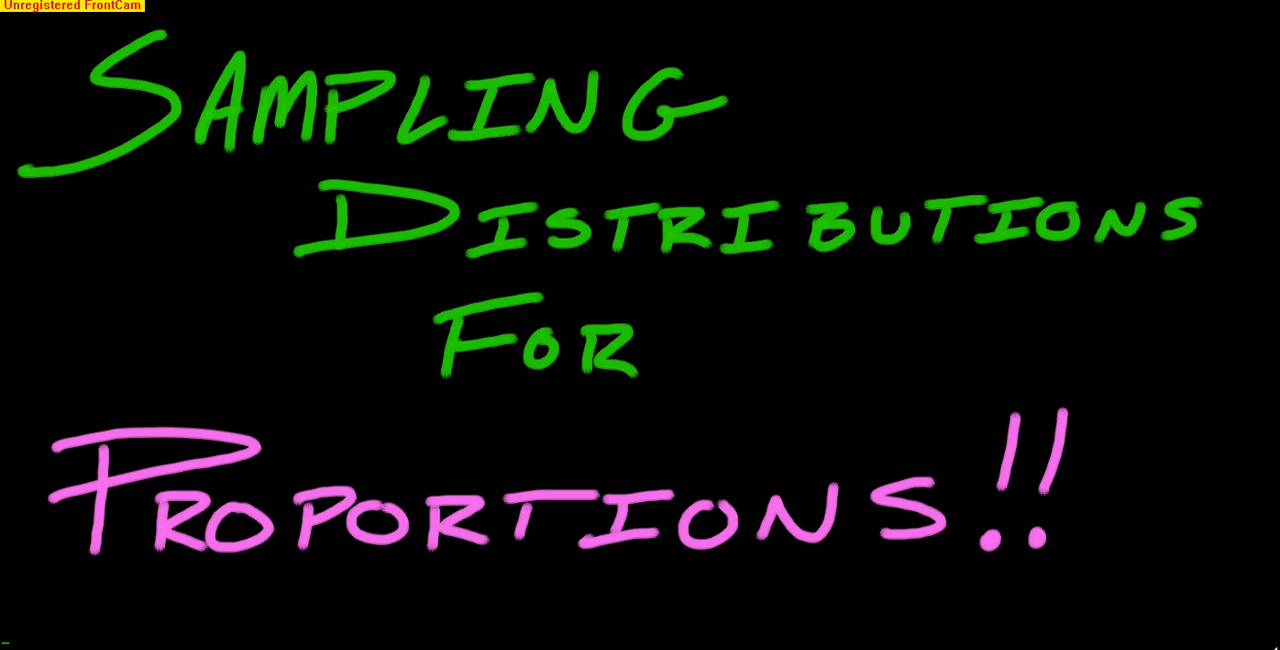 Unregistered FrontCam
SAMPLING
DISTRIBUTIONS
FOR
PROPORTIONS!!